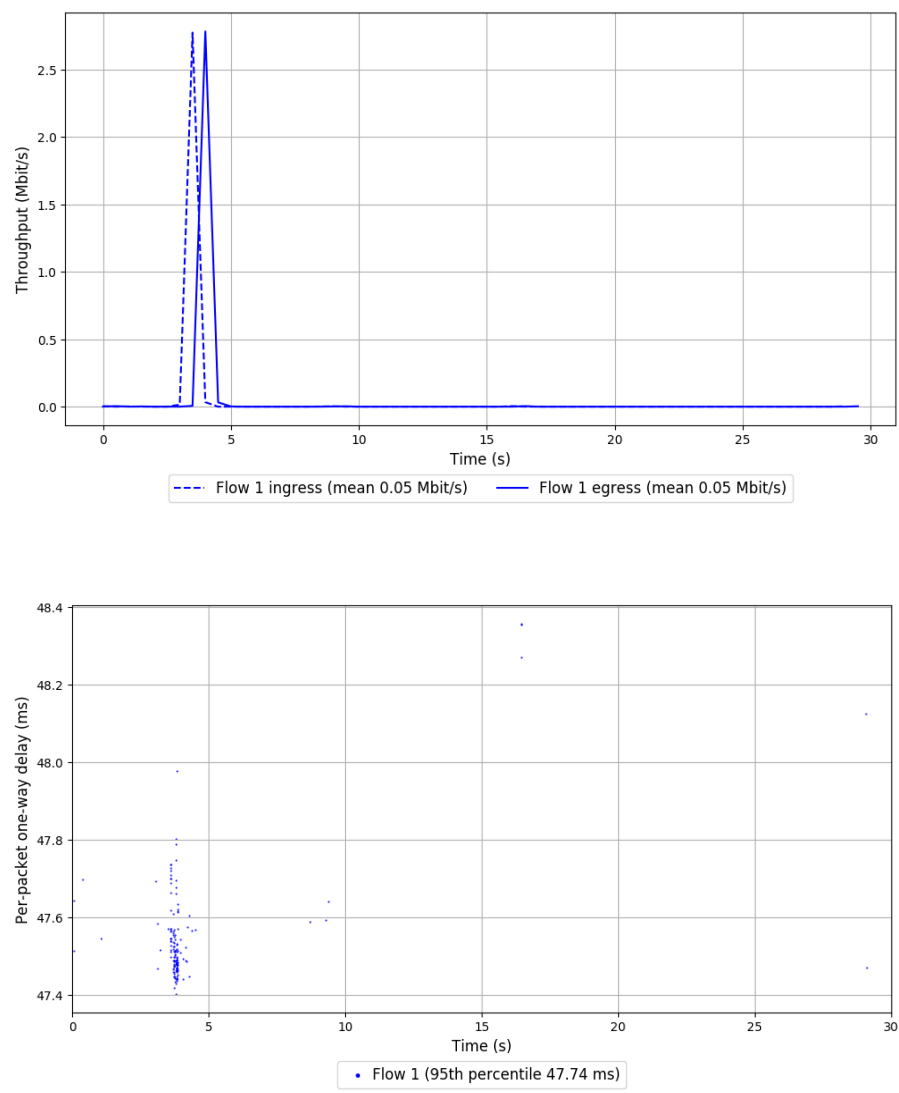 2.5
2.0
1.5
1.0
0.5
0.0
Throughput (Mbit/s)
0 5 10 15 20 25 30
Time (s)
Flow 1 ingress (mean 0.05 Mbit/s) Flow 1 egress (mean 0.05 Mbit/s)
48.4
48.2
48.0
47.8
47.6
47.4
Per-packet one-way delay (ms)
0 5 10 15 20 25 30
Time (s)
Flow 1 (95th percentile 47.74 ms)